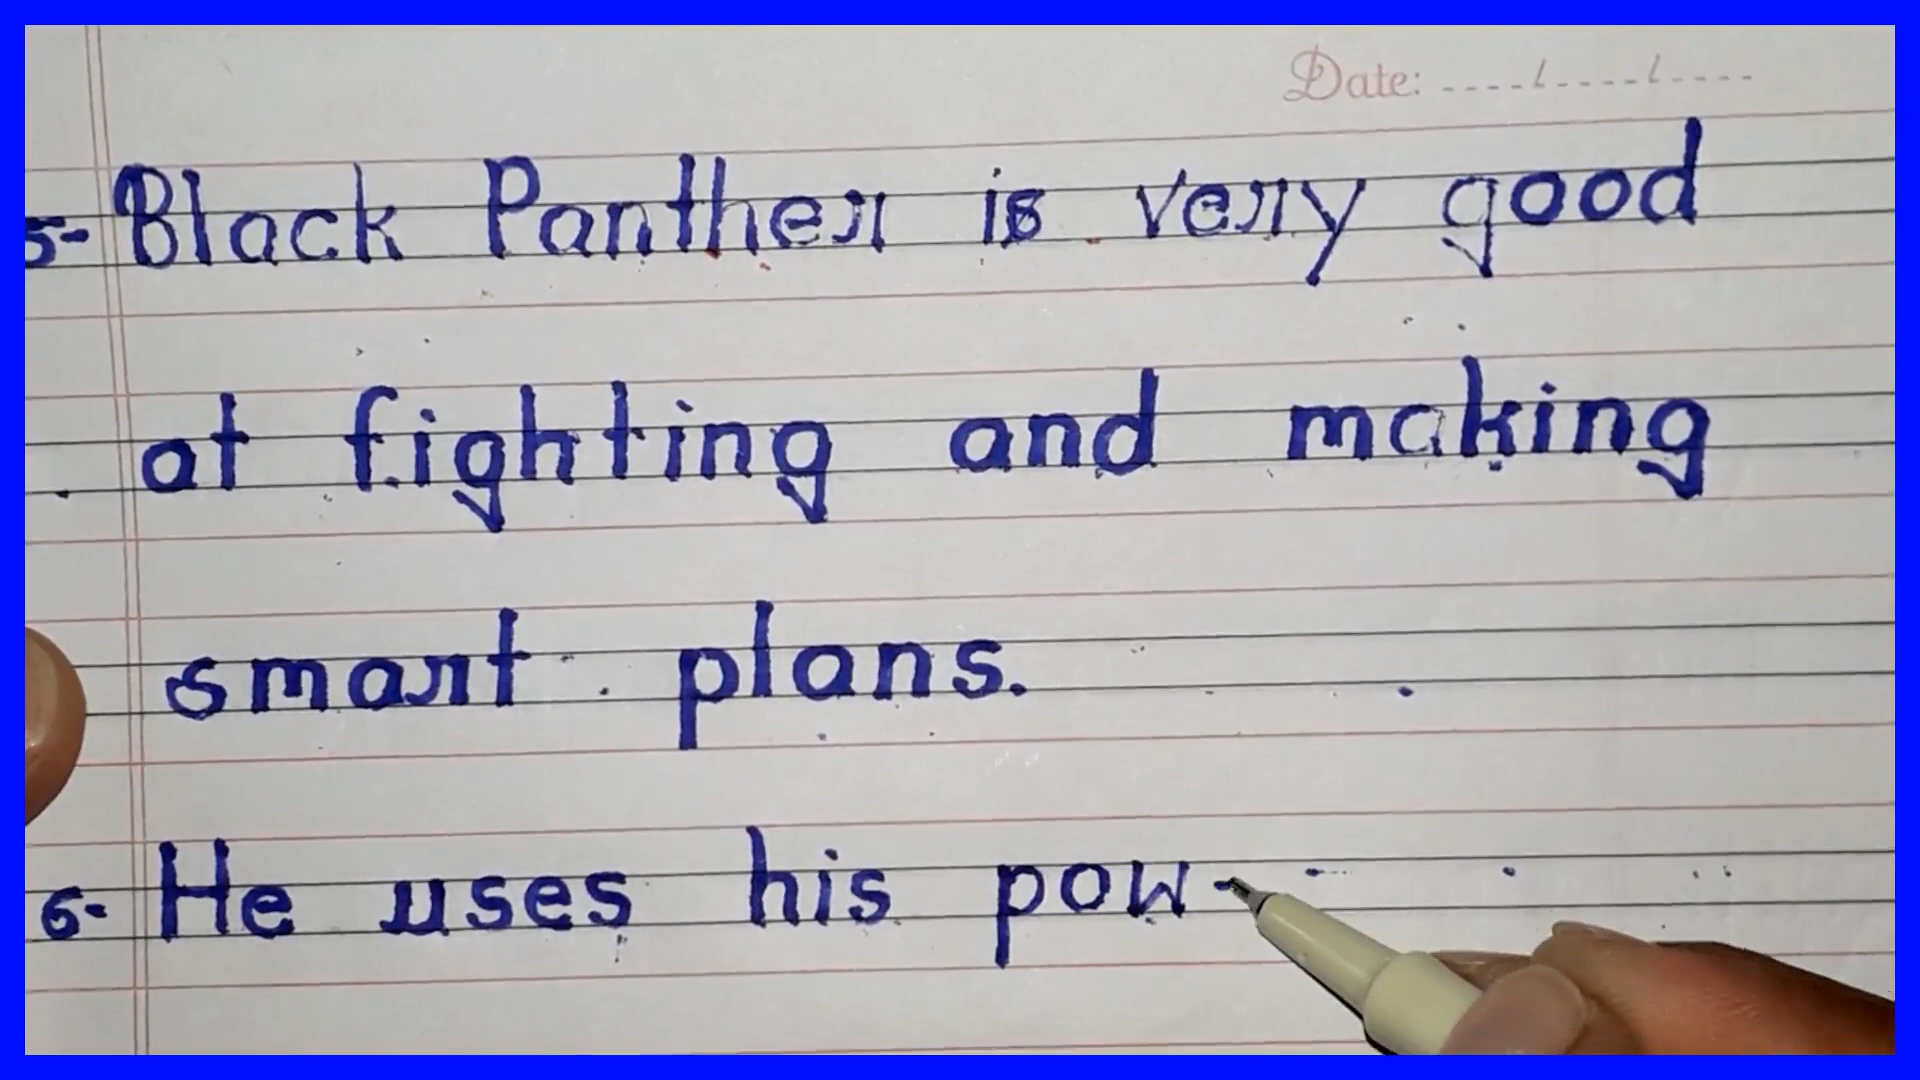 Date: ..../..../....
5- Black Panther is very good
at fighting and making
smart plans.
6- He uses his pow